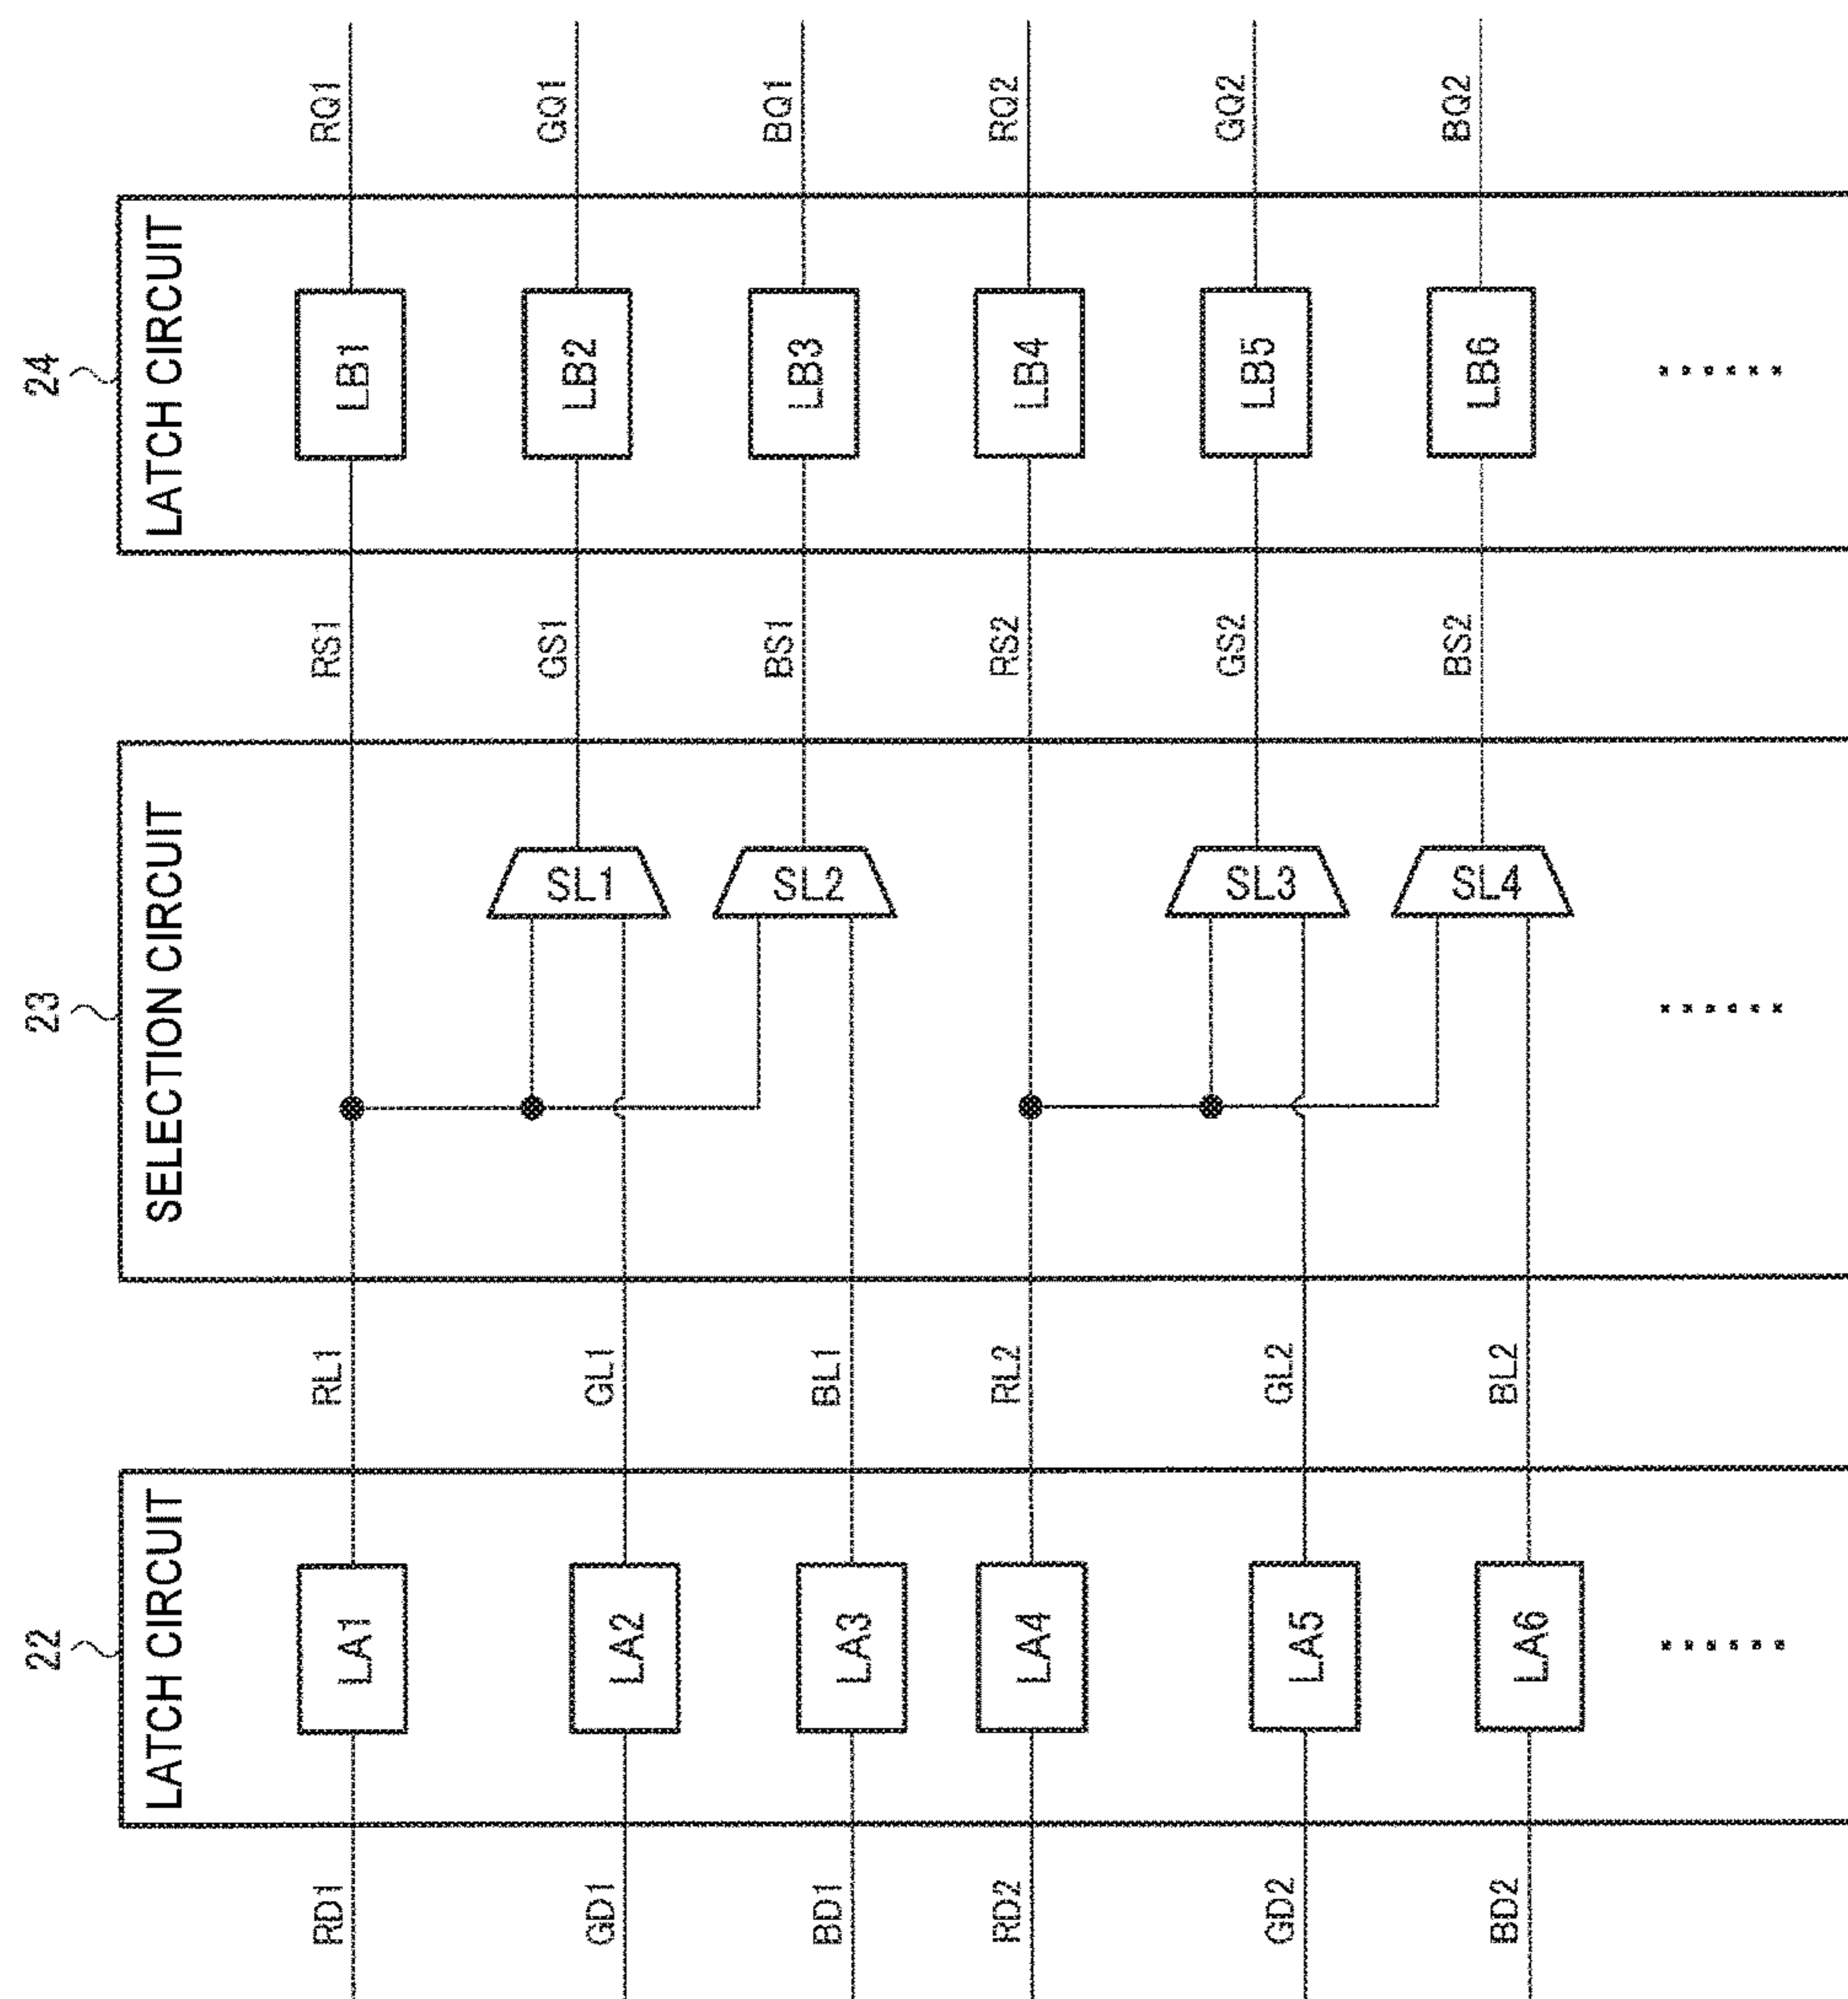 22
LATCH CIRCUIT
RD1
LA1
RL1
GD1
LA2
GL1
BD1
LA3
BL1
RD2
LA4
RL2
GD2
LA5
GL2
BD2
LA6
BL2
......
23
SELECTION CIRCUIT
SL1
SL2
SL3
SL4
......
24
LATCH CIRCUIT
RS1
LB1
RQ1
GS1
LB2
GQ1
BS1
LB3
BQ1
RS2
LB4
RQ2
GS2
LB5
GQ2
BS2
LB6
BQ2
......